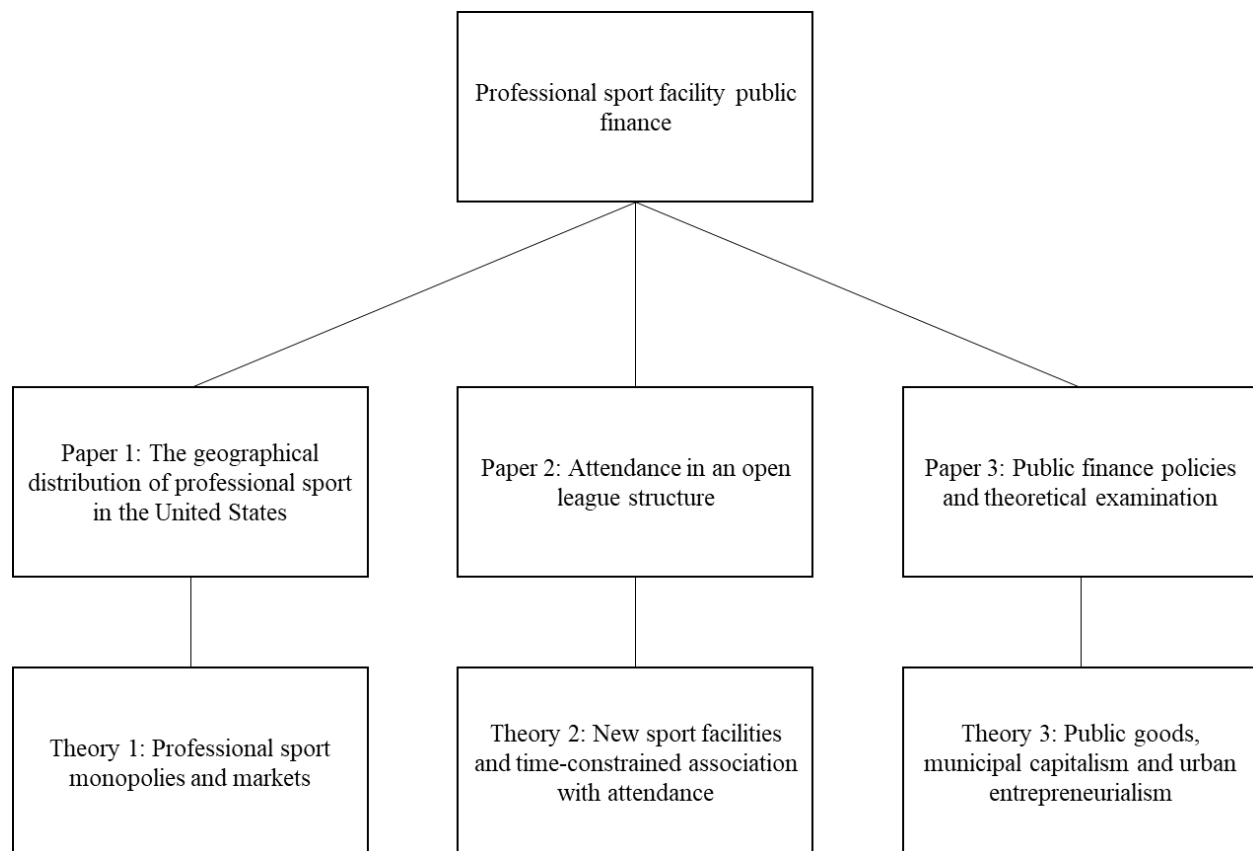 Professional sport facility public
finance
Paper 1: The geographical
distribution of professional sport
in the United States
Paper 2: Attendance in an open
league structure
Paper 3: Public finance policies
and theoretical examination
Theory 1: Professional sport
monopolies and markets
Theory 2: New sport facilities
and time-constrained association
with attendance
Theory 3: Public goods,
municipal capitalism and urban
entrepreneurialism